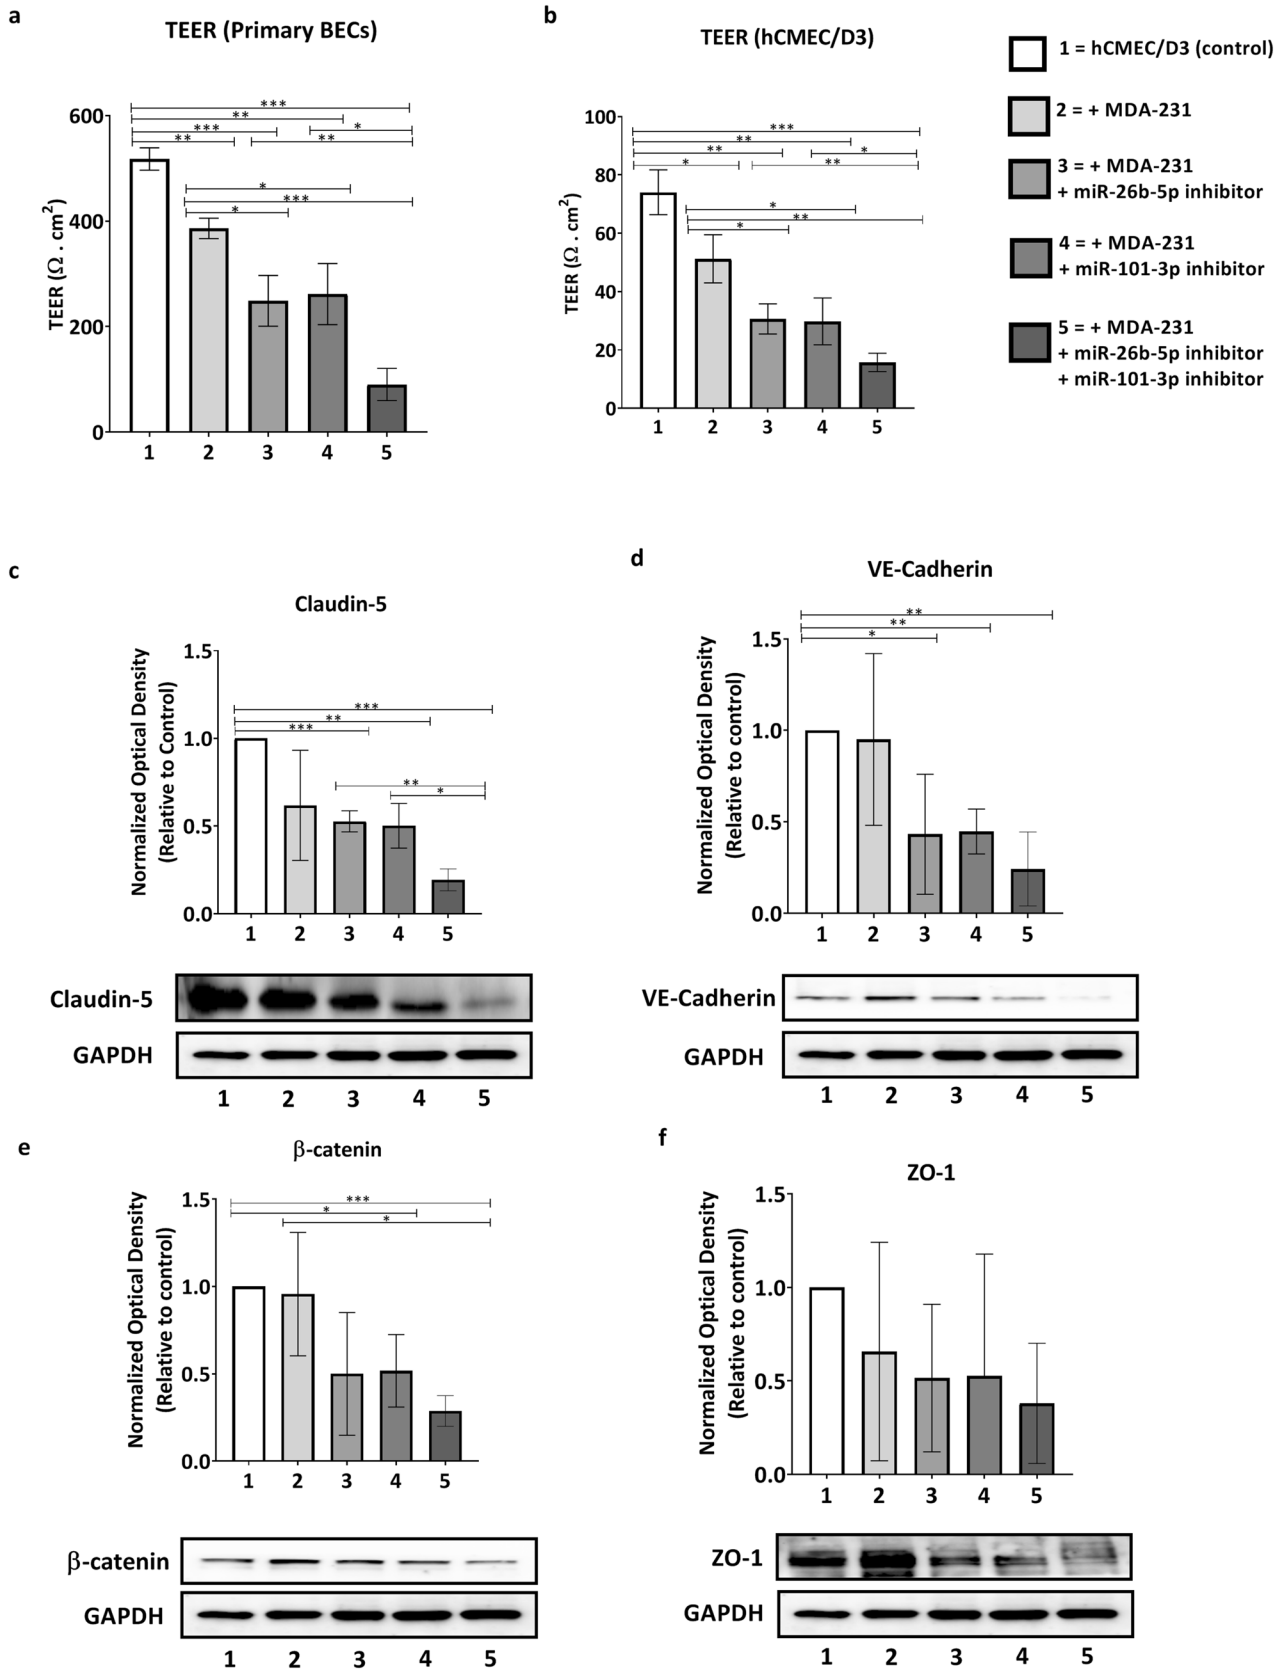 a
TEER (Primary BECs)
TEER (Ω . cm²)
600
400
200
0
***
**
***
*
**
**
*
***
*
1 2 3 4 5
b
TEER (hCMEC/D3)
TEER (Ω . cm²)
100
80
60
40
20
0
***
**
**
*
*
**
*
**
*
1 2 3 4 5
1 = hCMEC/D3 (control)
2 = + MDA-231
3 = + MDA-231
+ miR-26b-5p inhibitor
4 = + MDA-231
+ miR-101-3p inhibitor
5 = + MDA-231
+ miR-26b-5p inhibitor
+ miR-101-3p inhibitor
c
Claudin-5
Normalized Optical Density
(Relative to Control)
1.5
1.0
0.5
0.0
***
**
***
**
*
1 2 3 4 5
Claudin-5
GAPDH
1 2 3 4 5
d
VE-Cadherin
Normalized Optical Density
(Relative to control)
1.5
1.0
0.5
0.0
**
**
*
1 2 3 4 5
VE-Cadherin
GAPDH
1 2 3 4 5
e
β-catenin
Normalized Optical Density
(Relative to control)
1.5
1.0
0.5
0.0
***
*
*
1 2 3 4 5
β-catenin
GAPDH
1 2 3 4 5
f
ZO-1
Normalized Optical Density
(Relative to control)
1.5
1.0
0.5
0.0
1 2 3 4 5
ZO-1
GAPDH
1 2 3 4 5